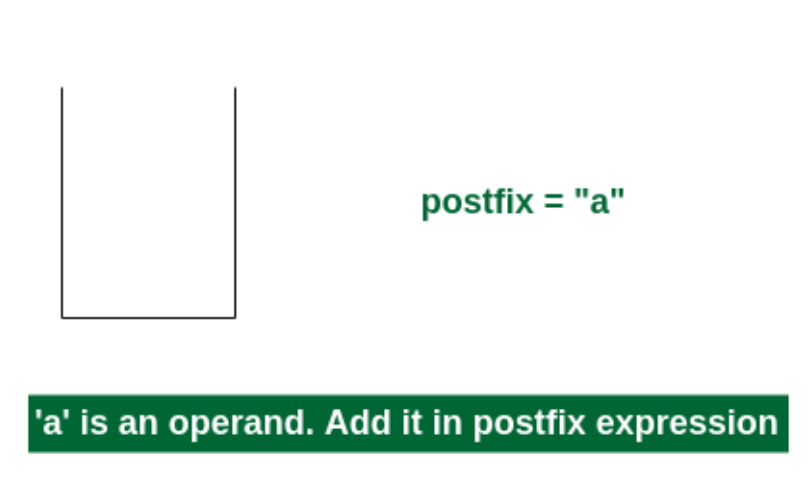 postfix = "a"
'a' is an operand. Add it in postfix expression